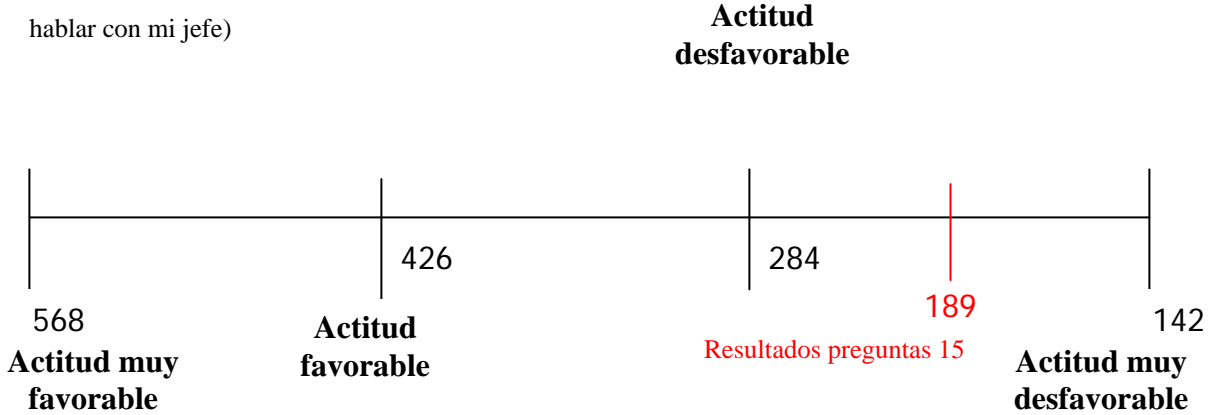 hablar con mi jefe)
Actitud
desfavorable
426
284
189
568
142
Actitud
favorable
Resultados preguntas 15
Actitud muy
favorable
Actitud muy
desfavorable